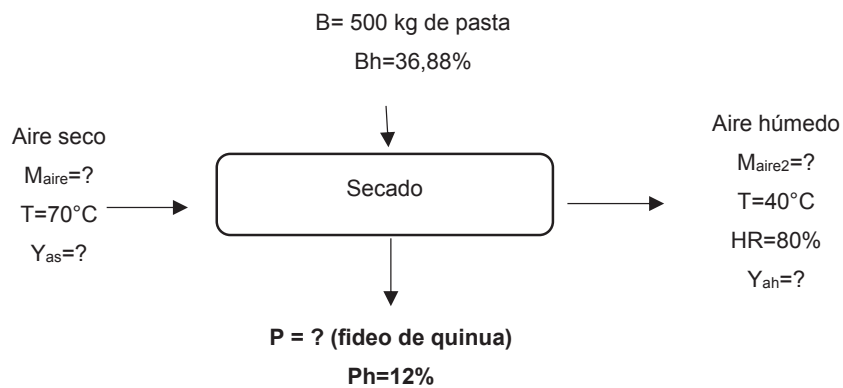 B= 500 kg de pasta
Bh=36,88%
Aire seco
Maire=?
T=70°C
Yas=?
Secado
Aire húmedo
Maire2=?
T=40°C
HR=80%
Yah=?
P = ? (fideo de quinua)
Ph=12%